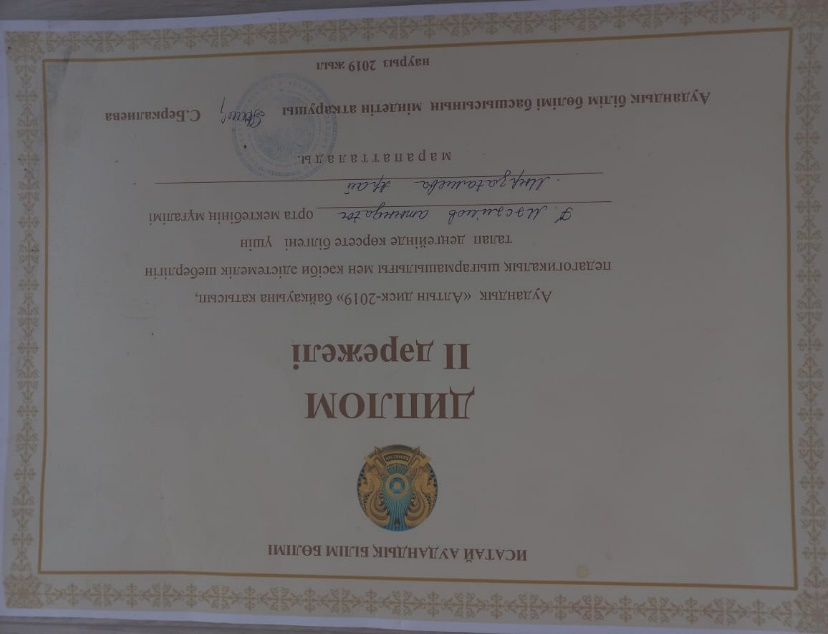 ИСАТАЙ АУДАНДЫҚ БІЛІМ БӨЛІМІ
ДИПЛОМ
II дәрежелі
Аудандық «Алтын диск-2019» байқауына қатысып,
педагогикалық шығармашылығы мен кәсіби әдістемелік шеберлігін
талап деңгейінде көрсете білгені үшін
орта мектебінің мұғалімі
марапатталады.
Аудандық білім бөлімі басшысының міндетін атқарушы С.Беркалиева
наурыз 2019 жыл